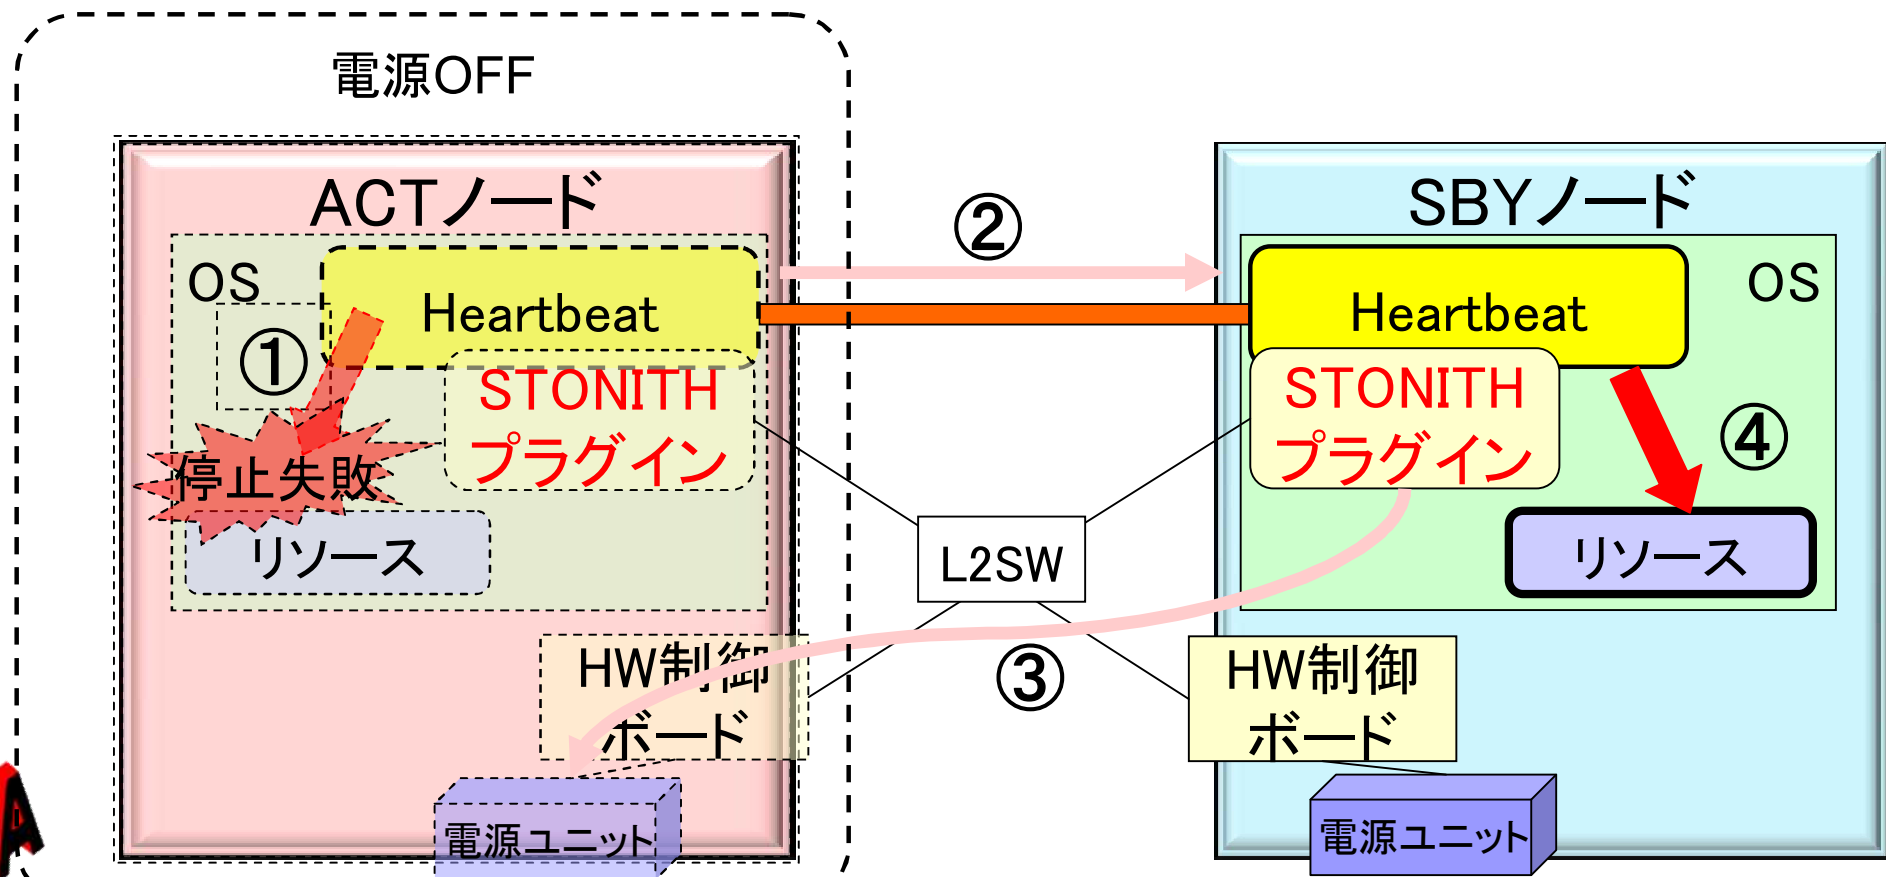 電源OFF
ACTノード
OS
Heartbeat
①
STONITH
プラグイン
停止失敗
リソース
HW制御
ボード
電源ユニット
②
L2SW
③
SBYノード
Heartbeat
OS
STONITH
プラグイン
④
リソース
HW制御
ボード
電源ユニット
A